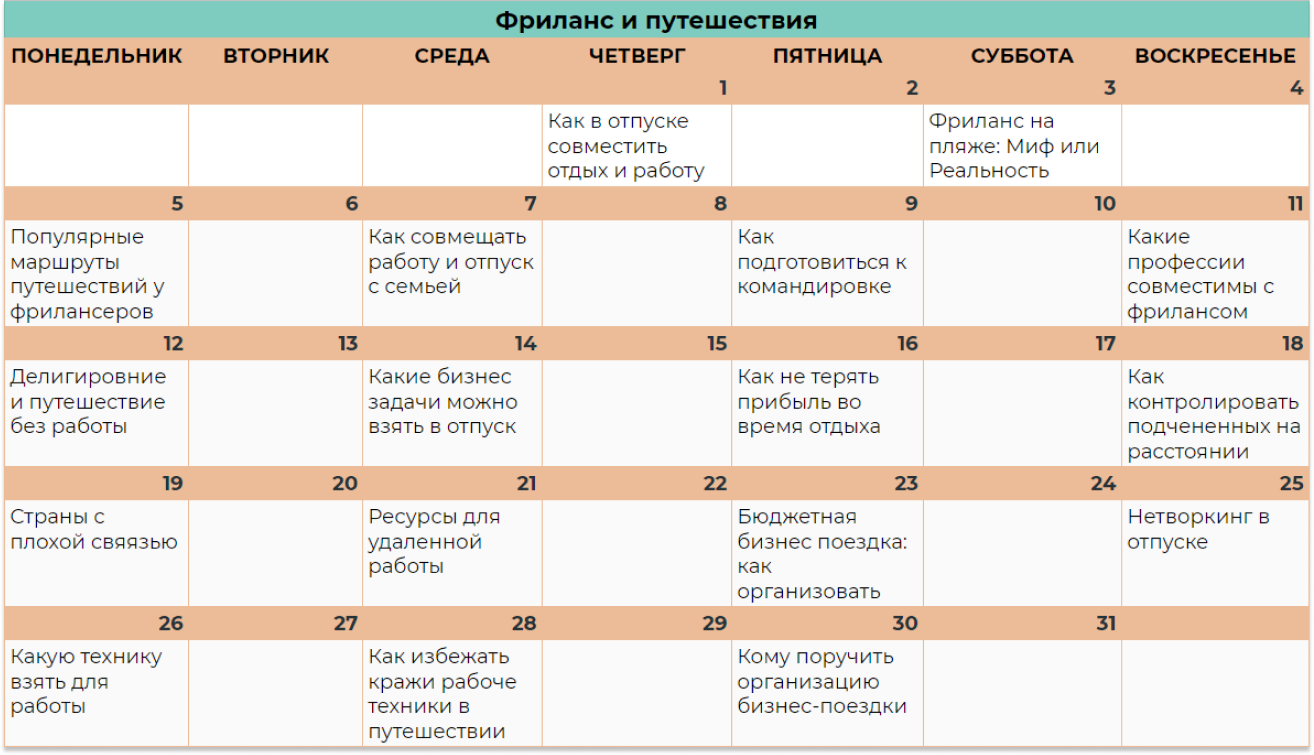 Фриланс и путешествия
ПОНЕДЕЛЬНИК ВТОРНИК СРЕДА ЧЕТВЕРГ ПЯТНИЦА СУББОТА ВОСКРЕСЕНЬЕ
1 2 3 4
Как в отпуске
совместить
отдых и работу
Фриланс на
пляже: Миф или
Реальность
5 6 7 8 9 10 11
Популярные
маршруты
путешествий у
фрилансеров
Как совмещать
работу и отпуск
с семьей
Как
подготовиться к
командировке
Какие
профессии
совместимы с
фрилансом
12 13 14 15 16 17 18
Делигировние
и путешествие
без работы
Какие бизнес
задачи можно
взять в отпуск
Как не терять
прибыль во
время отдыха
Как
контролировать
подчененных на
расстоянии
19 20 21 22 23 24 25
Страны с
плохой свяязью
Ресурсы для
удаленной
работы
Бюджетная
бизнес поездка:
как
организовать
Нетворкинг в
отпуске
26 27 28 29 30 31
Какую технику
взять для
работы
Как избежать
кражи рабоче
техники в
путешествии
Кому поручить
организацию
бизнес-поездки